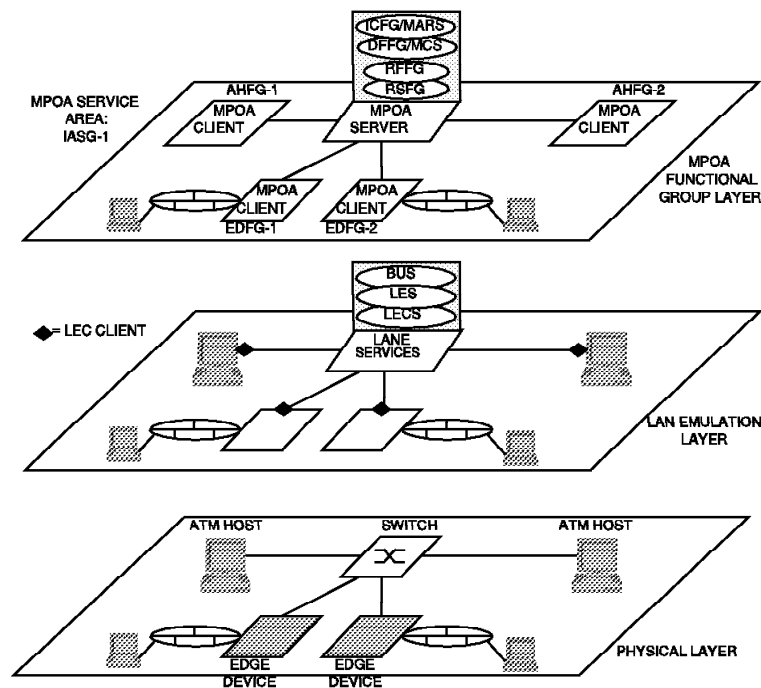 ICFG/MARS
DFFG/MCS
RFFG
RSFG
AHFG-1
AHFG-2
MPOA SERVICE
AREA:
IASG-1
MPOA
CLIENT
MPOA
SERVER
MPOA
CLIENT
MPOA
FUNCTIONAL
GROUP LAYER
MPOA
CLIENT
MPOA
CLIENT
EDFG-1
EDFG-2
BUS
LES
LECS
= LEC CLIENT
LANE
SERVICES
LAN EMULATION
LAYER
ATM HOST
SWITCH
ATM HOST
EDGE
DEVICE
EDGE
DEVICE
PHYSICAL LAYER